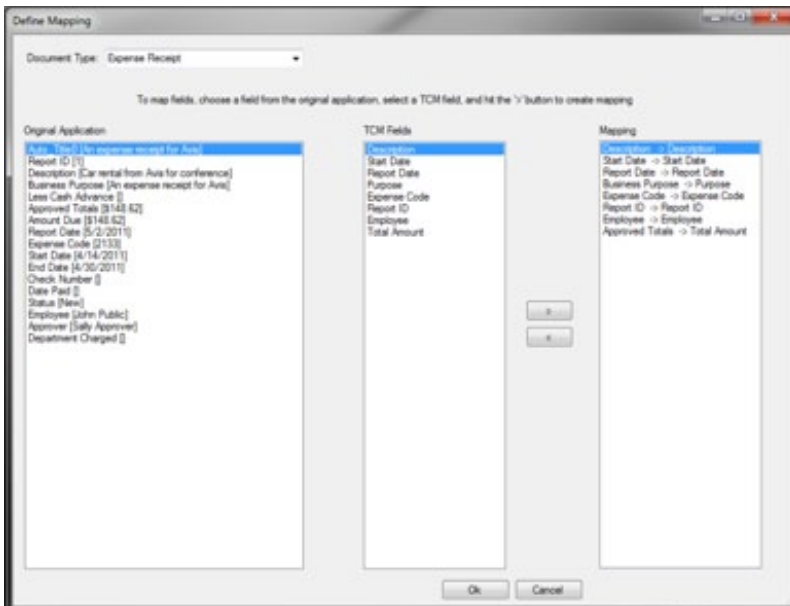 Define Mapping
Document Type: Expense Receipt
To map fields, choose a field from the original application, select a TCM field, and hit the '>' button to create mapping
Original Application
Auto_Title0 [An expense receipt for Avis]
Report ID [1]
Description [Car rental from Avis for conference]
Business Purpose [An expense receipt for Avis]
Less Cash Advance []
Approved Totals [$148.62]
Amount Due [$148.62]
Report Date [5/2/2011]
Expense Code [2133]
Start Date [4/14/2011]
End Date [4/30/2011]
Check Number []
Date Paid []
Status [New]
Employee [John Public]
Approver [Sally Approver]
Department Charged []
TCM Fields
Description
Start Date
Report Date
Purpose
Expense Code
Report ID
Employee
Total Amount
>
<
Mapping
Description -> Description
Start Date -> Start Date
Report Date -> Report Date
Business Purpose -> Purpose
Expense Code -> Expense Code
Report ID -> Report ID
Employee -> Employee
Approved Totals -> Total Amount
Ok
Cancel